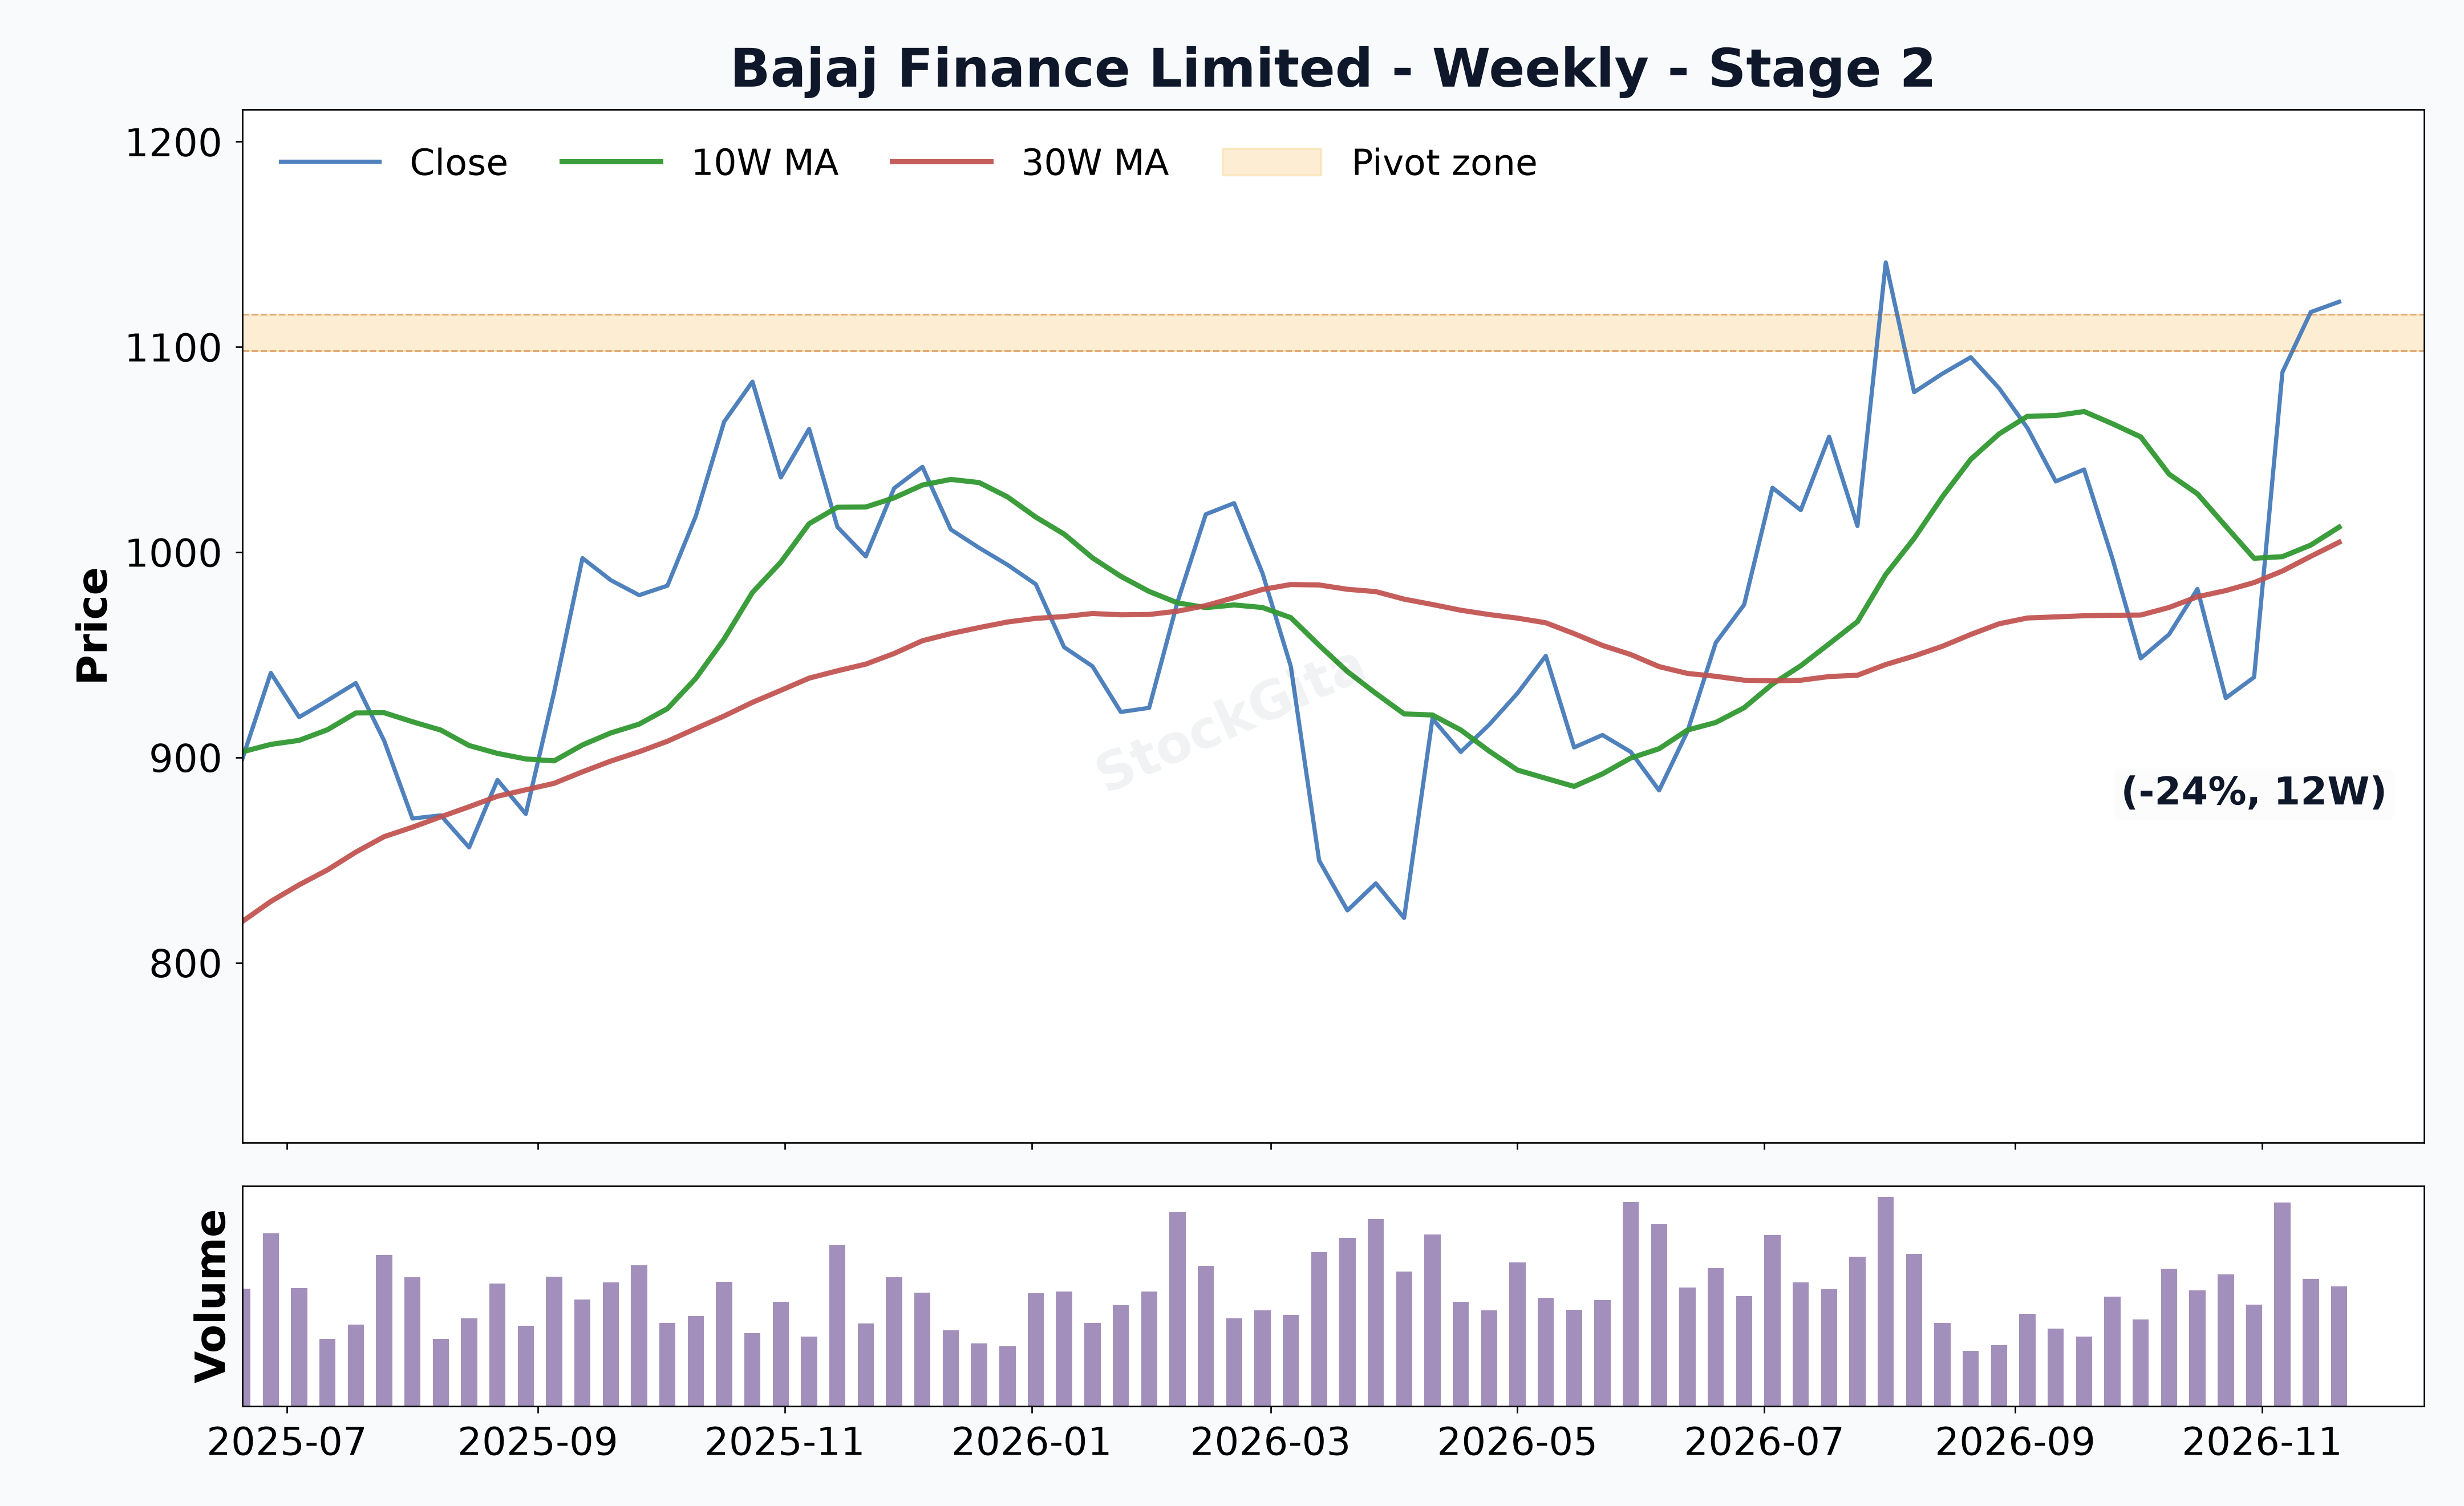 Bajaj Finance Limited - Weekly - Stage 2
Close 10W MA 30W MA Pivot zone
1200
1100
1000
900
800
Price
StockGita
(-24%, 12W)
Volume
2025-07 2025-09 2025-11 2026-01 2026-03 2026-05 2026-07 2026-09 2026-11